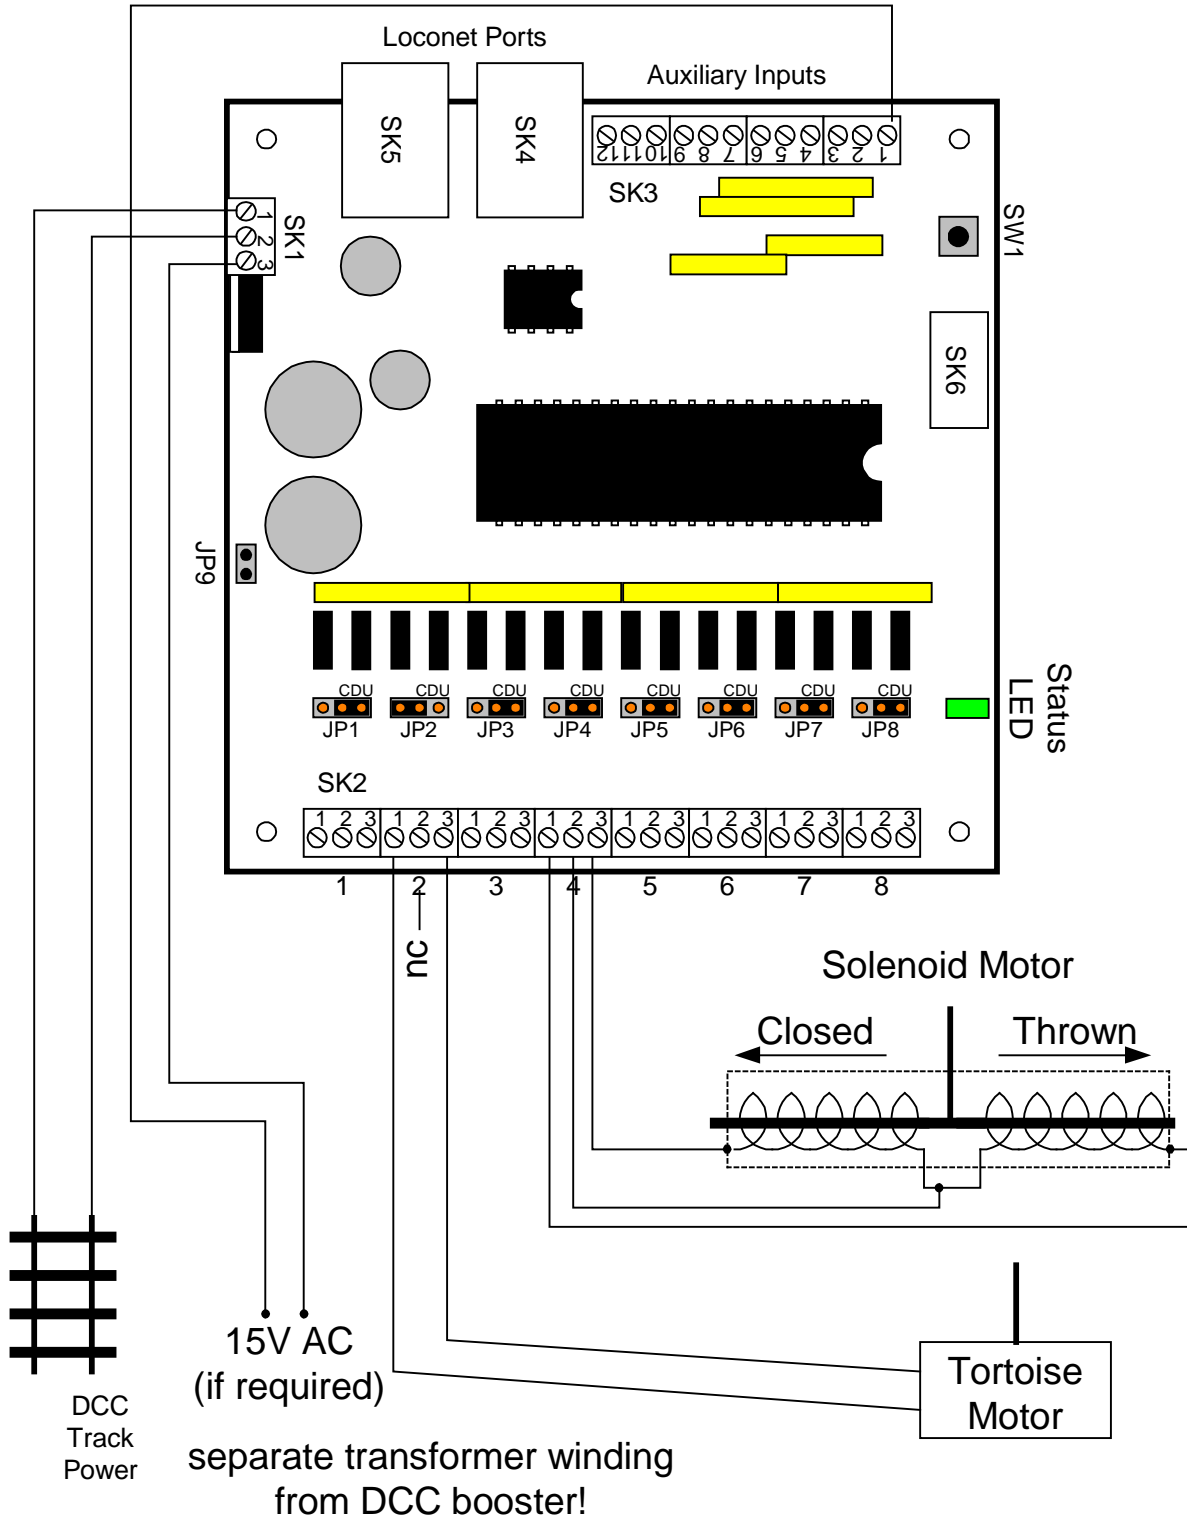 Loconet Ports
Auxiliary Inputs
SK5
SK4
12 11 10 9 8 7 6 5 4 3 2 1
SK3
1 2 3
SK1
SW1
SK6
JP9
CDU CDU CDU CDU CDU CDU CDU CDU
JP1 JP2 JP3 JP4 JP5 JP6 JP7 JP8
Status
LED
SK2
1 2 3 1 2 3 1 2 3 1 2 3 1 2 3 1 2 3 1 2 3 1 2 3
1 2 3 4 5 6 7 8
nc
Solenoid Motor
Closed Thrown
15V AC
(if required)
Tortoise
Motor
DCC
Track
Power
separate transformer winding
from DCC booster!